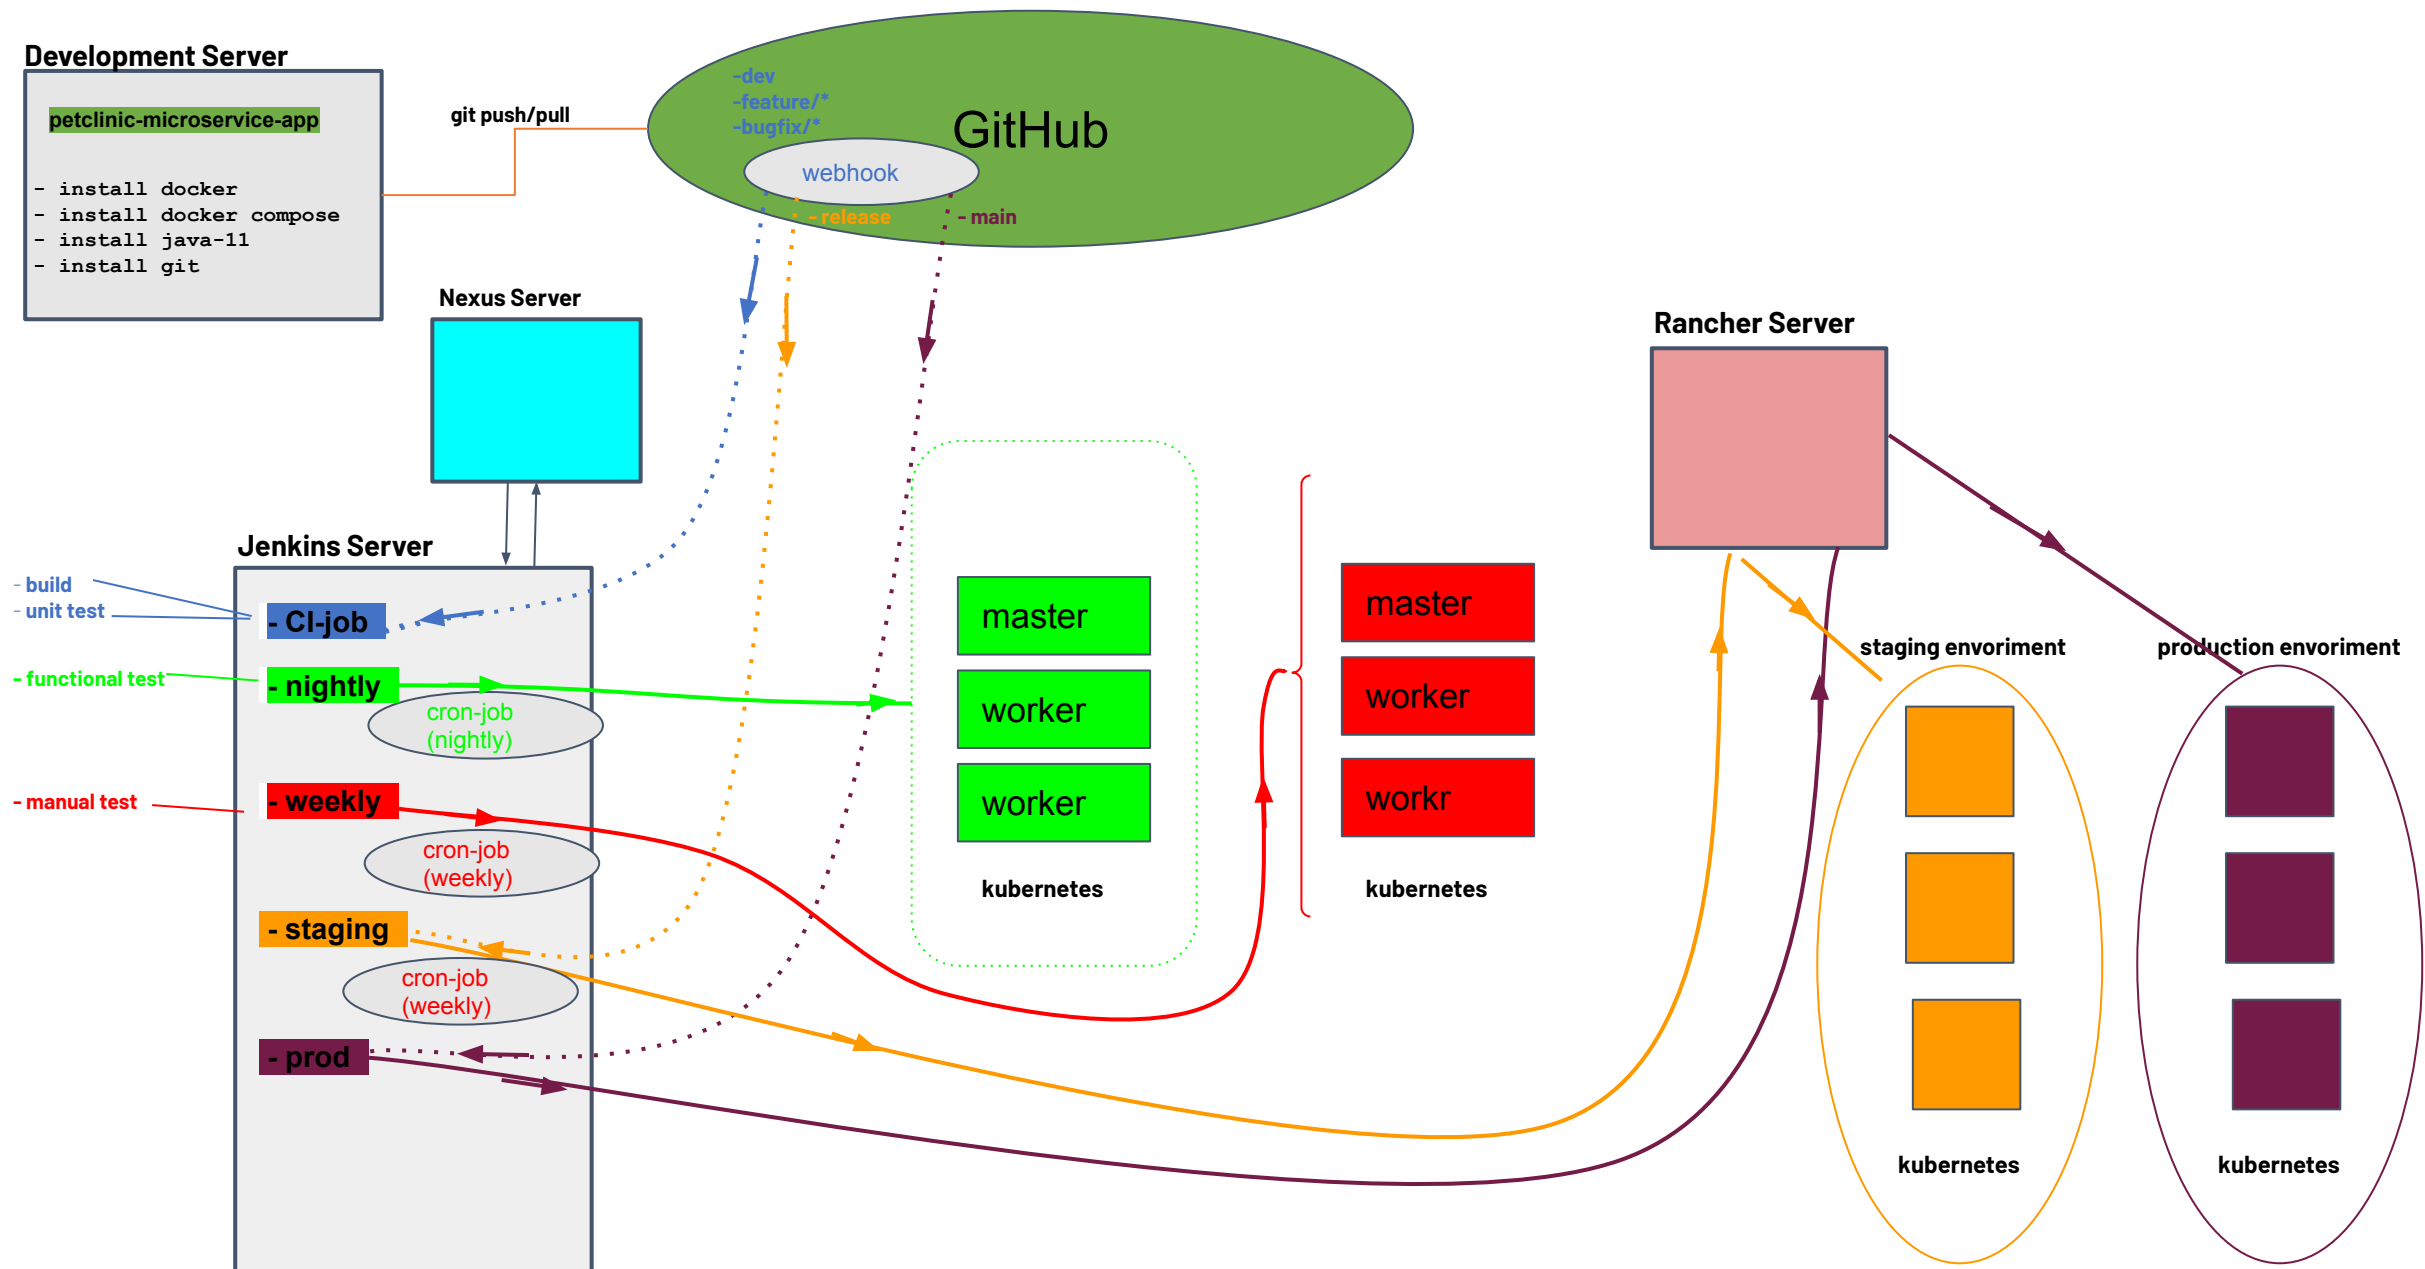 Development Server
petclinic-microservice-app
- install docker
- install docker compose
- install java-11
- install git
git push/pull
-dev
-feature/*
-bugfix/*
GitHub
webhook
- release
- main
Nexus Server
Rancher Server
Jenkins Server
- build
- unit test
- CI-job
- functional test
- nightly
cron-job
(nightly)
- manual test
- weekly
cron-job
(weekly)
- staging
cron-job
(weekly)
- prod
master
worker
worker
kubernetes
master
worker
workr
kubernetes
staging envoriment
kubernetes
production envoriment
kubernetes